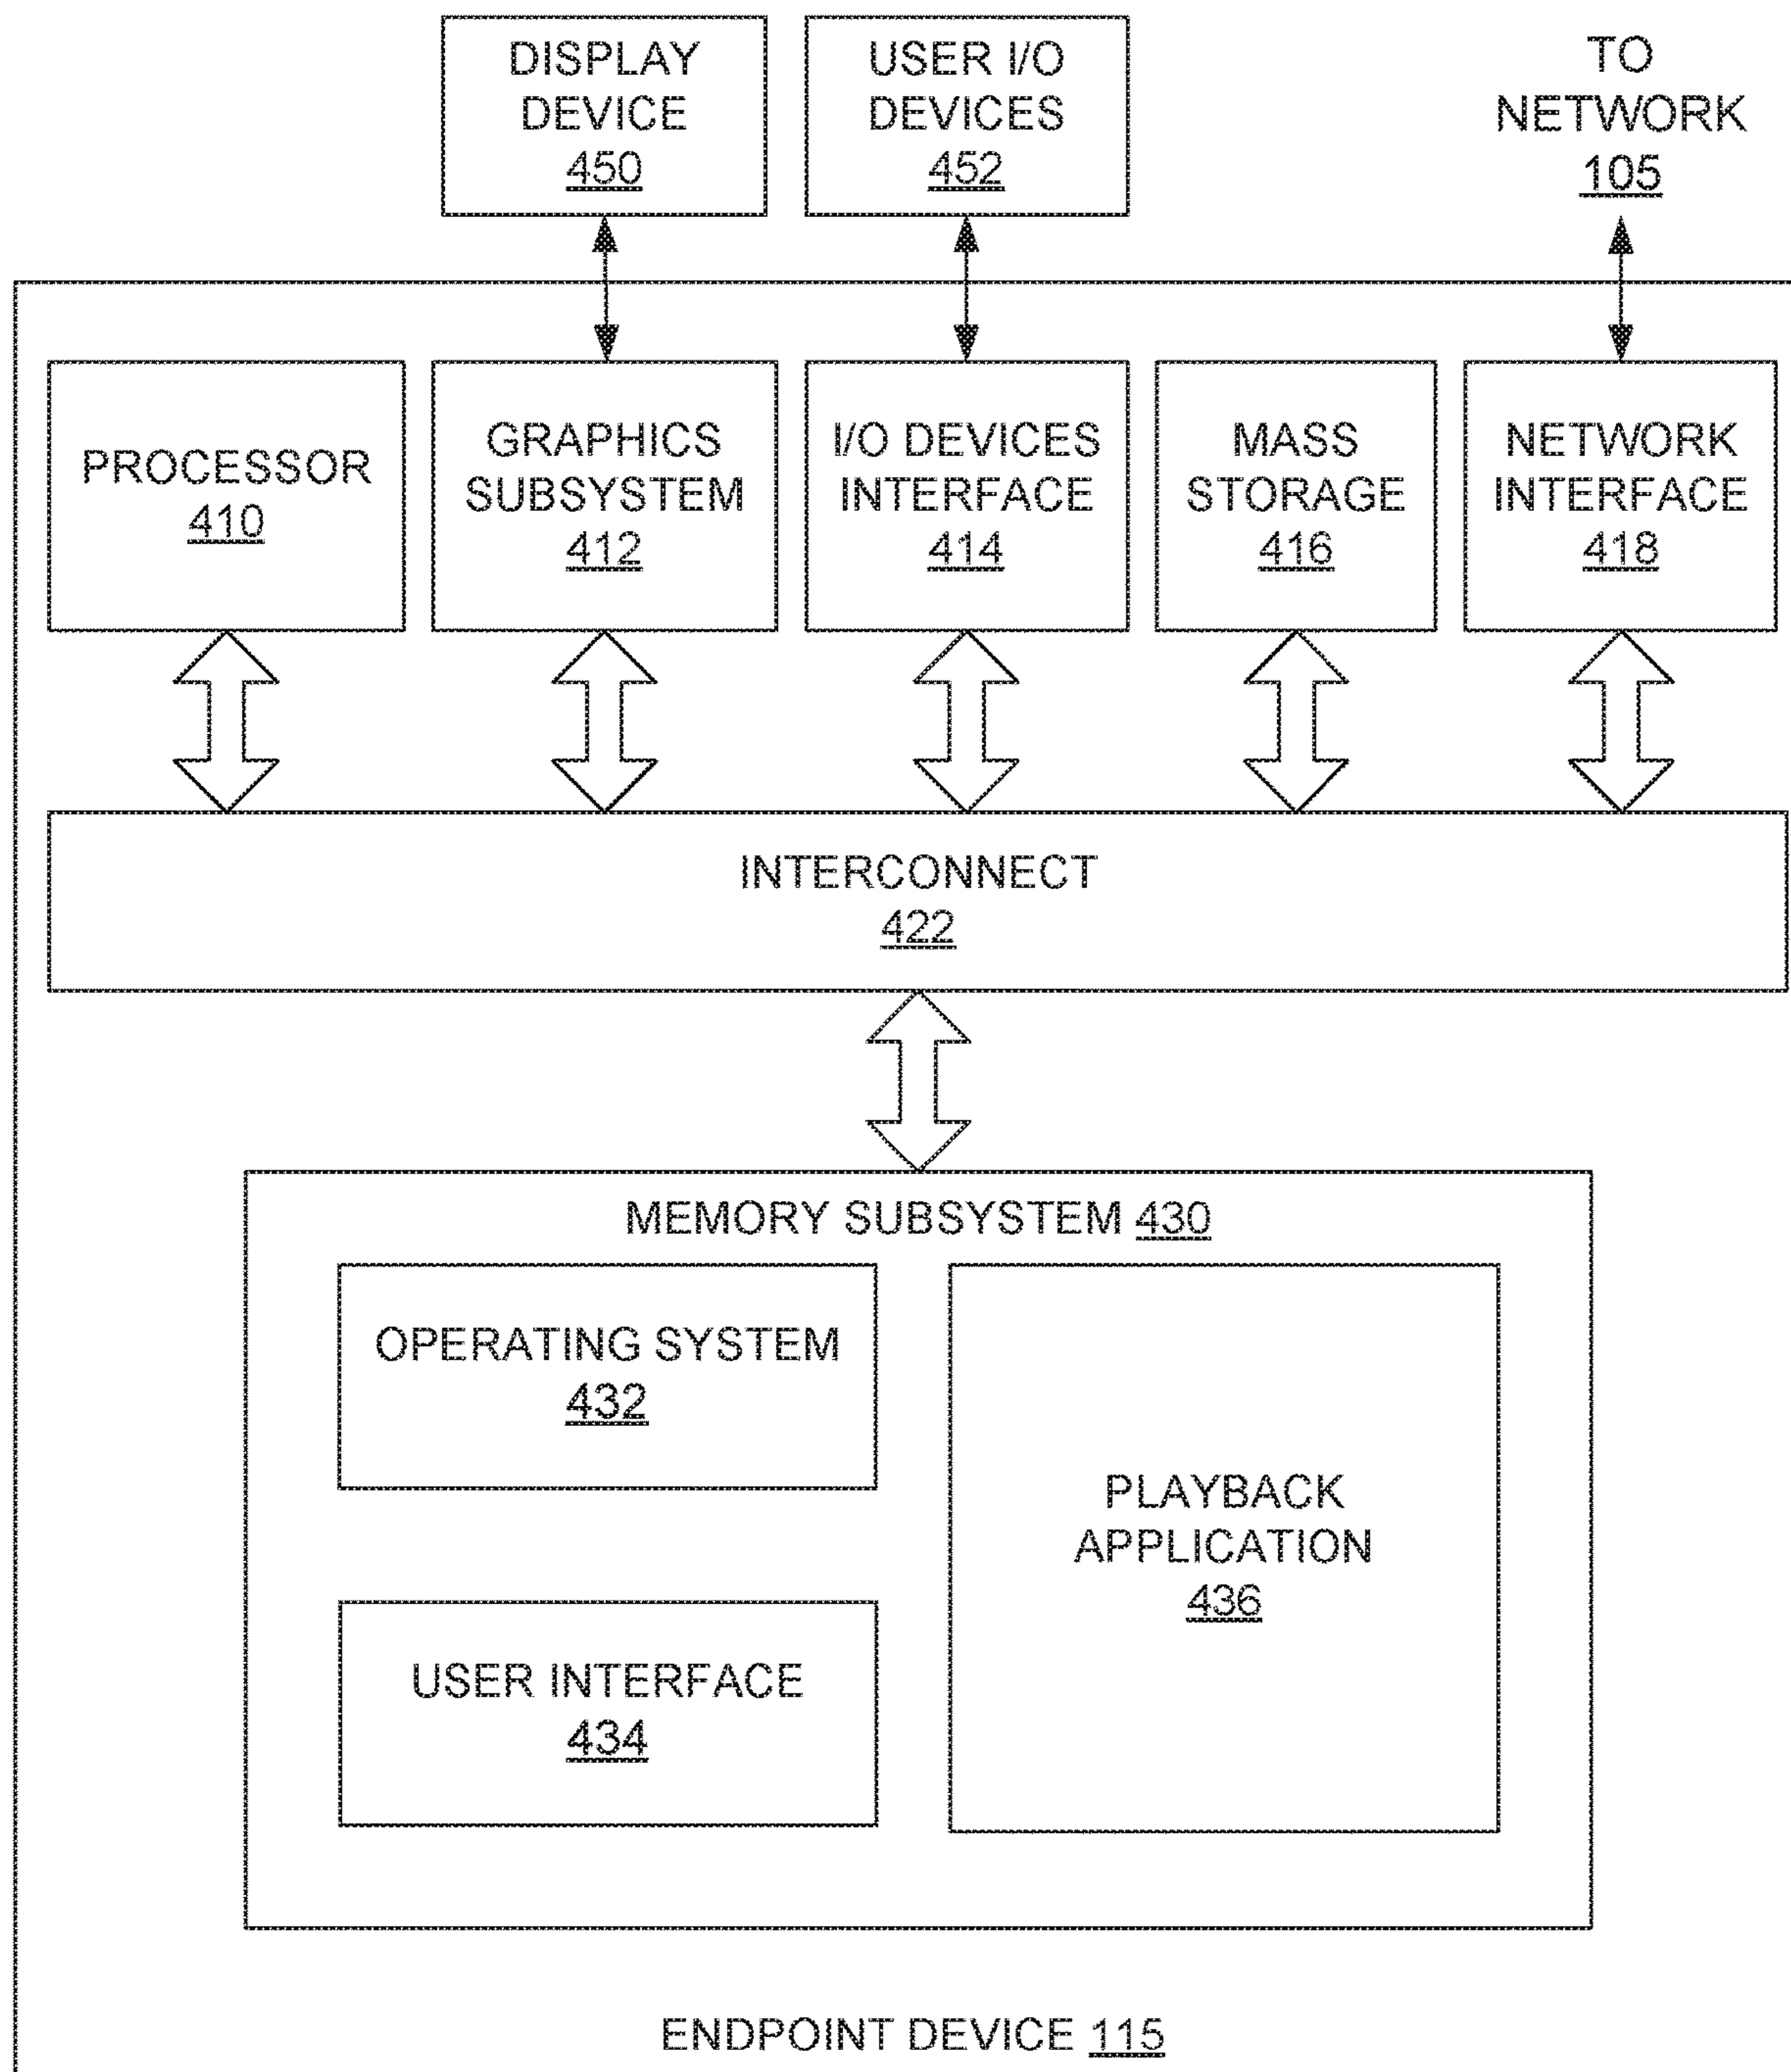 DISPLAY
DEVICE
450
USER I/O
DEVICES
452
TO
NETWORK
105
PROCESSOR
410
GRAPHICS
SUBSYSTEM
412
I/O DEVICES
INTERFACE
414
MASS
STORAGE
416
NETWORK
INTERFACE
418
INTERCONNECT
422
MEMORY SUBSYSTEM 430
OPERATING SYSTEM
432
USER INTERFACE
434
PLAYBACK
APPLICATION
436
ENDPOINT DEVICE 115